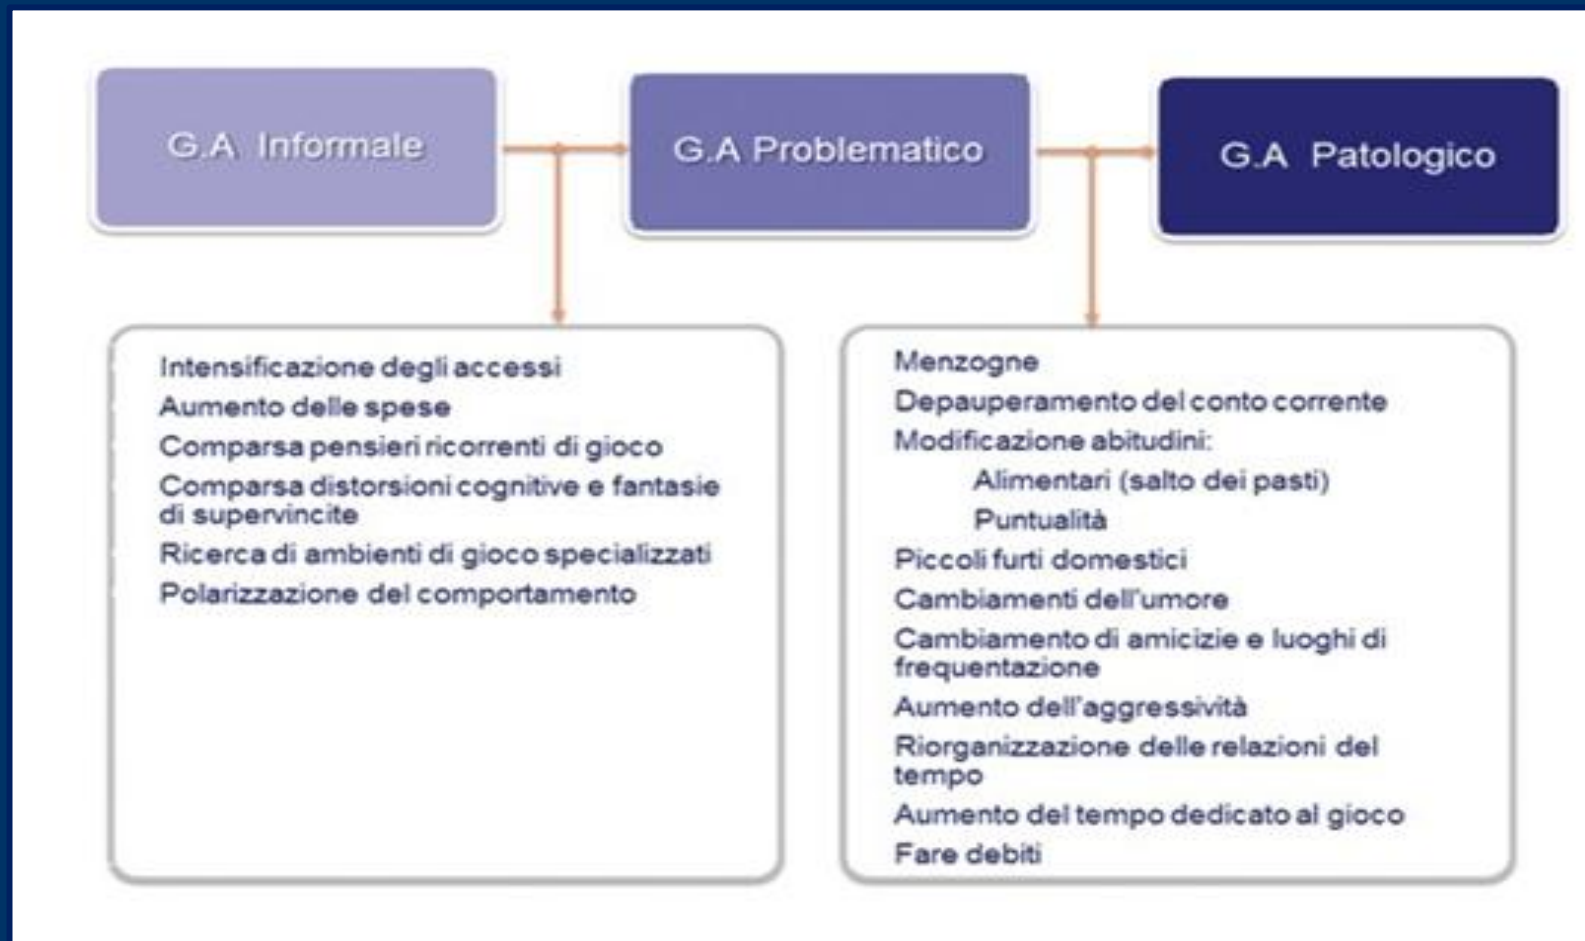 G.A Informale
G.A Problematico
G.A Patologico
Intensificazione degli accessi
Aumento delle spese
Comparsa pensieri ricorrenti di gioco
Comparsa distorsioni cognitive e fantasie
di supervincite
Ricerca di ambienti di gioco specializzati
Polarizzazione del comportamento
Menzogne
Depauperamento del conto corrente
Modificazione abitudini:
Alimentari (salto dei pasti)
Puntualità
Piccoli furti domestici
Cambiamenti dell'umore
Cambiamento di amicizie e luoghi di
frequentazione
Aumento dell'aggressività
Riorganizzazione delle relazioni del
tempo
Aumento del tempo dedicato al gioco
Fare debiti